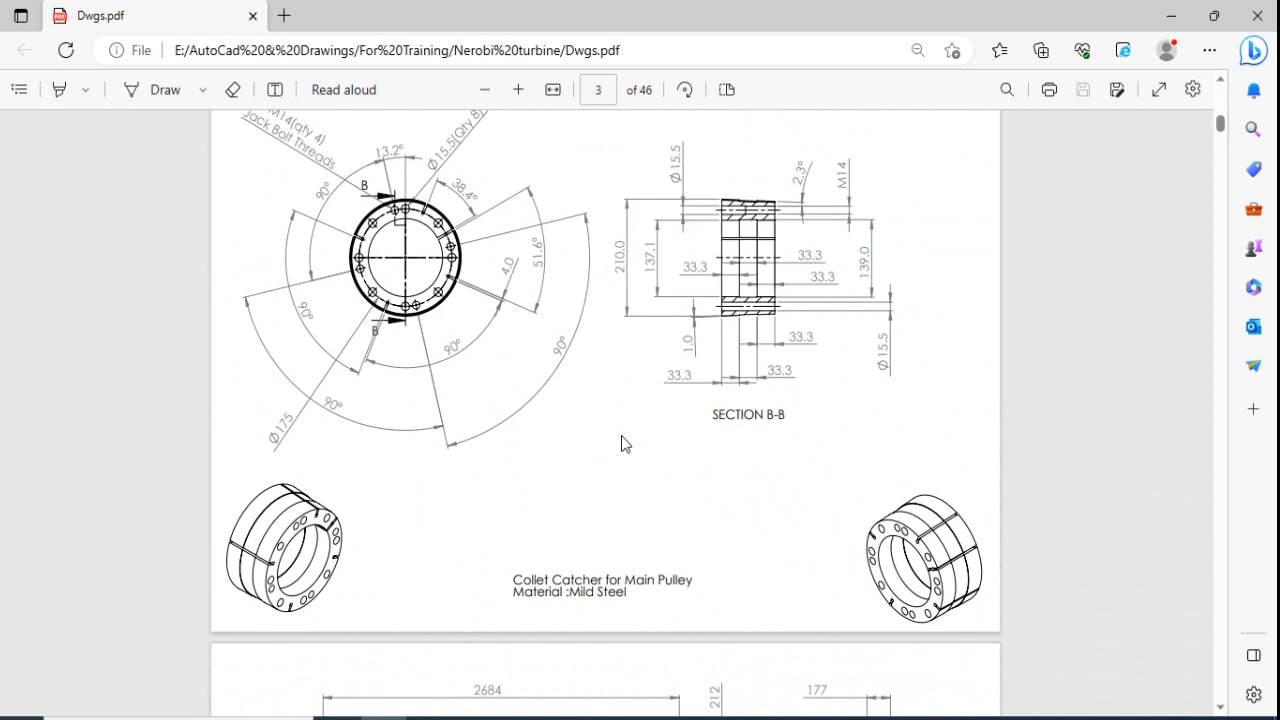 Dwgs.pdf
File
E:/AutoCad%20&%20Drawings/For%20Training/Nerobi%20turbine/Dwgs.pdf
Draw
Read aloud
3
of 46
M14(qty 4)
Jack Bolt Threads
13.2°
Ø15.5(Qty 8)
B
90°
38.4°
51.6°
4.0
90°
90°
90°
90°
B
Ø175
Ø15.5
2.3°
M14
210.0
137.1
33.3
33.3
33.3
139.0
1.0
33.3
33.3
33.3
Ø15.5
SECTION B-B
Collet Catcher for Main Pulley
Material :Mild Steel
2684
212
177